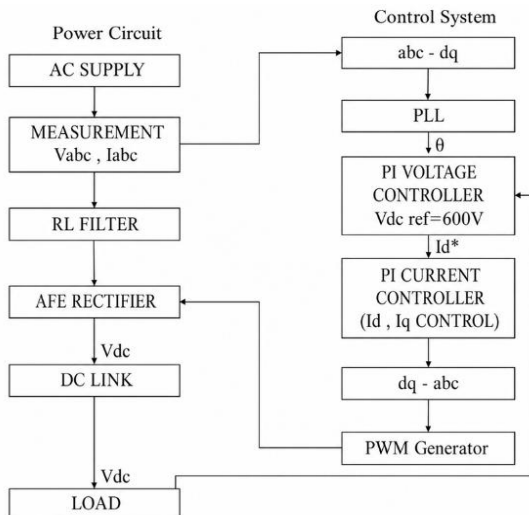 Power Circuit
AC SUPPLY
MEASUREMENT
Vabc , Iabc
RL FILTER
AFE RECTIFIER
Vdc
DC LINK
Vdc
LOAD
Control System
abc - dq
PLL
θ
PI VOLTAGE
CONTROLLER
Vdc ref=600V
Id*
PI CURRENT
CONTROLLER
(Id , Iq CONTROL)
dq - abc
PWM Generator